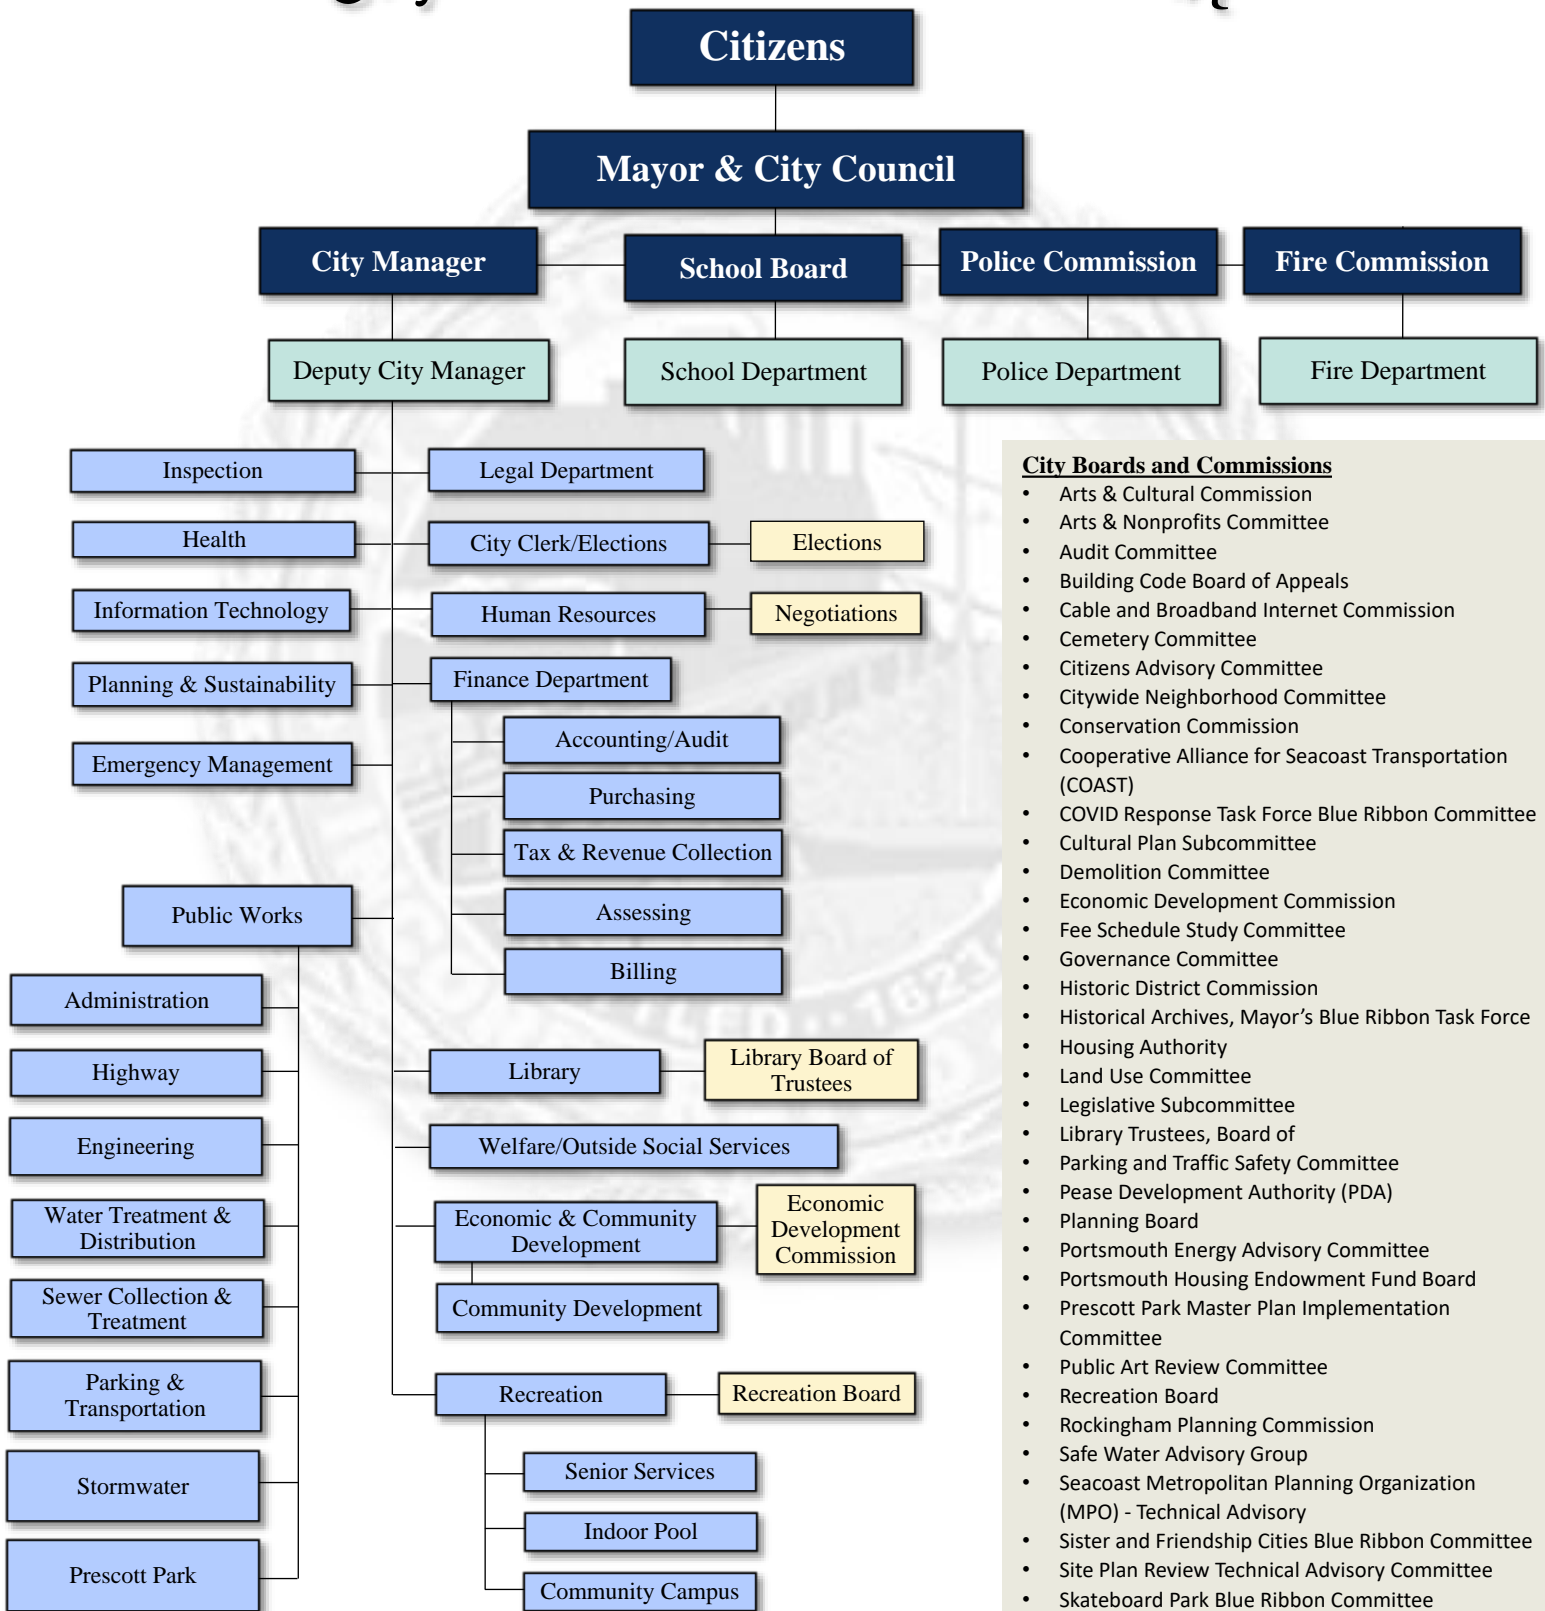 Citizens
Mayor & City Council
City Manager
School Board
Police Commission
Fire Commission
Deputy City Manager
School Department
Police Department
Fire Department
Inspection
Legal Department
Health
City Clerk/Elections
Elections
Information Technology
Human Resources
Negotiations
Planning & Sustainability
Finance Department
Emergency Management
Accounting/Audit
Purchasing
Tax & Revenue Collection
Assessing
Billing
Public Works
Administration
Highway
Engineering
Water Treatment &
Distribution
Sewer Collection &
Treatment
Parking &
Transportation
Stormwater
Prescott Park
Library
Library Board of
Trustees
Welfare/Outside Social Services
Economic & Community
Development
Economic
Development
Commission
Community Development
Recreation
Recreation Board
Senior Services
Indoor Pool
Community Campus
City Boards and Commissions
• Arts & Cultural Commission
• Arts & Nonprofits Committee
• Audit Committee
• Building Code Board of Appeals
• Cable and Broadband Internet Commission
• Cemetery Committee
• Citizens Advisory Committee
• Citywide Neighborhood Committee
• Conservation Commission
• Cooperative Alliance for Seacoast Transportation
(COAST)
• COVID Response Task Force Blue Ribbon Committee
• Cultural Plan Subcommittee
• Demolition Committee
• Economic Development Commission
• Fee Schedule Study Committee
• Governance Committee
• Historic District Commission
• Historical Archives, Mayor’s Blue Ribbon Task Force
• Housing Authority
• Land Use Committee
• Legislative Subcommittee
• Library Trustees, Board of
• Parking and Traffic Safety Committee
• Pease Development Authority (PDA)
• Planning Board
• Portsmouth Energy Advisory Committee
• Portsmouth Housing Endowment Fund Board
• Prescott Park Master Plan Implementation
Committee
• Public Art Review Committee
• Recreation Board
• Rockingham Planning Commission
• Safe Water Advisory Group
• Seacoast Metropolitan Planning Organization
(MPO) - Technical Advisory
• Sister and Friendship Cities Blue Ribbon Committee
• Site Plan Review Technical Advisory Committee
• Skateboard Park Blue Ribbon Committee